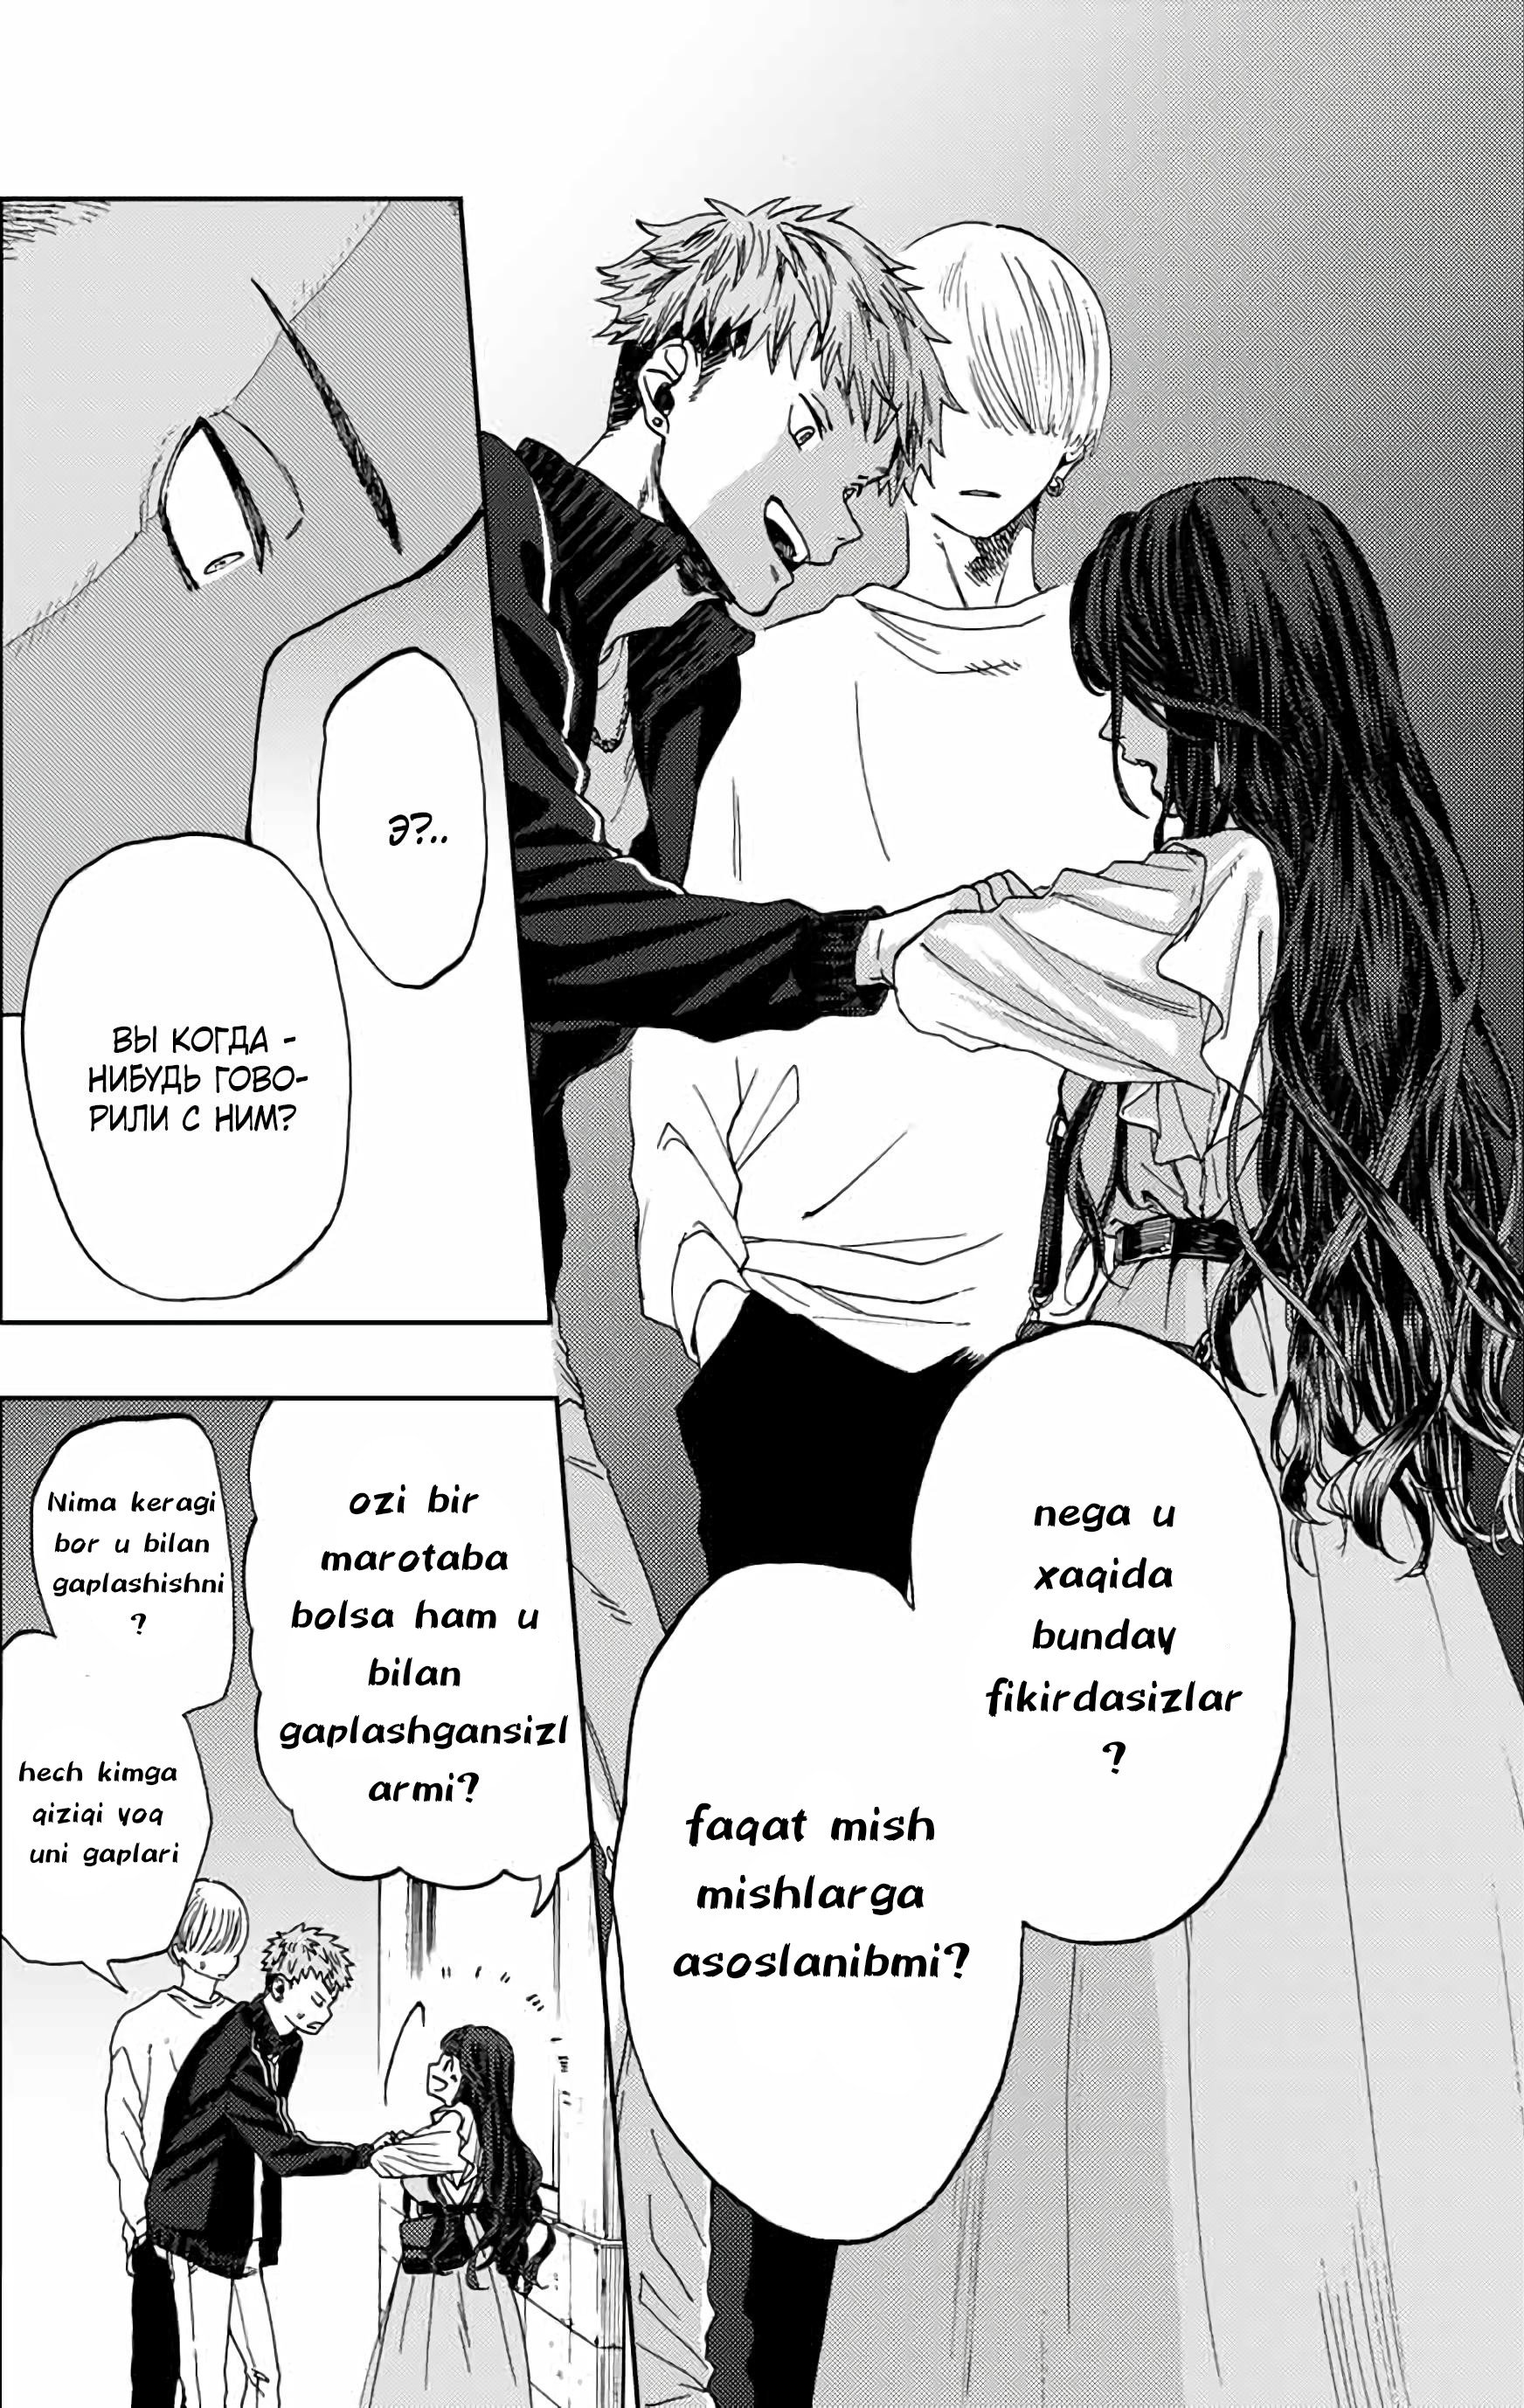 nega u
xaqida
bunday
fikirdasizlar
?
faqat mish
mishlarga
asoslanibmi?
Э?..
ВЫ КОГДА -
НИБУДЬ ГОВО-
РИЛИ С НИМ?
ozi bir
marotaba
bolsa ham u
bilan
gaplashgansizl
armi?
Nima keragi
bor u bilan
gaplashishni
?
hech kimga
qiziqi yoq
uni gaplari